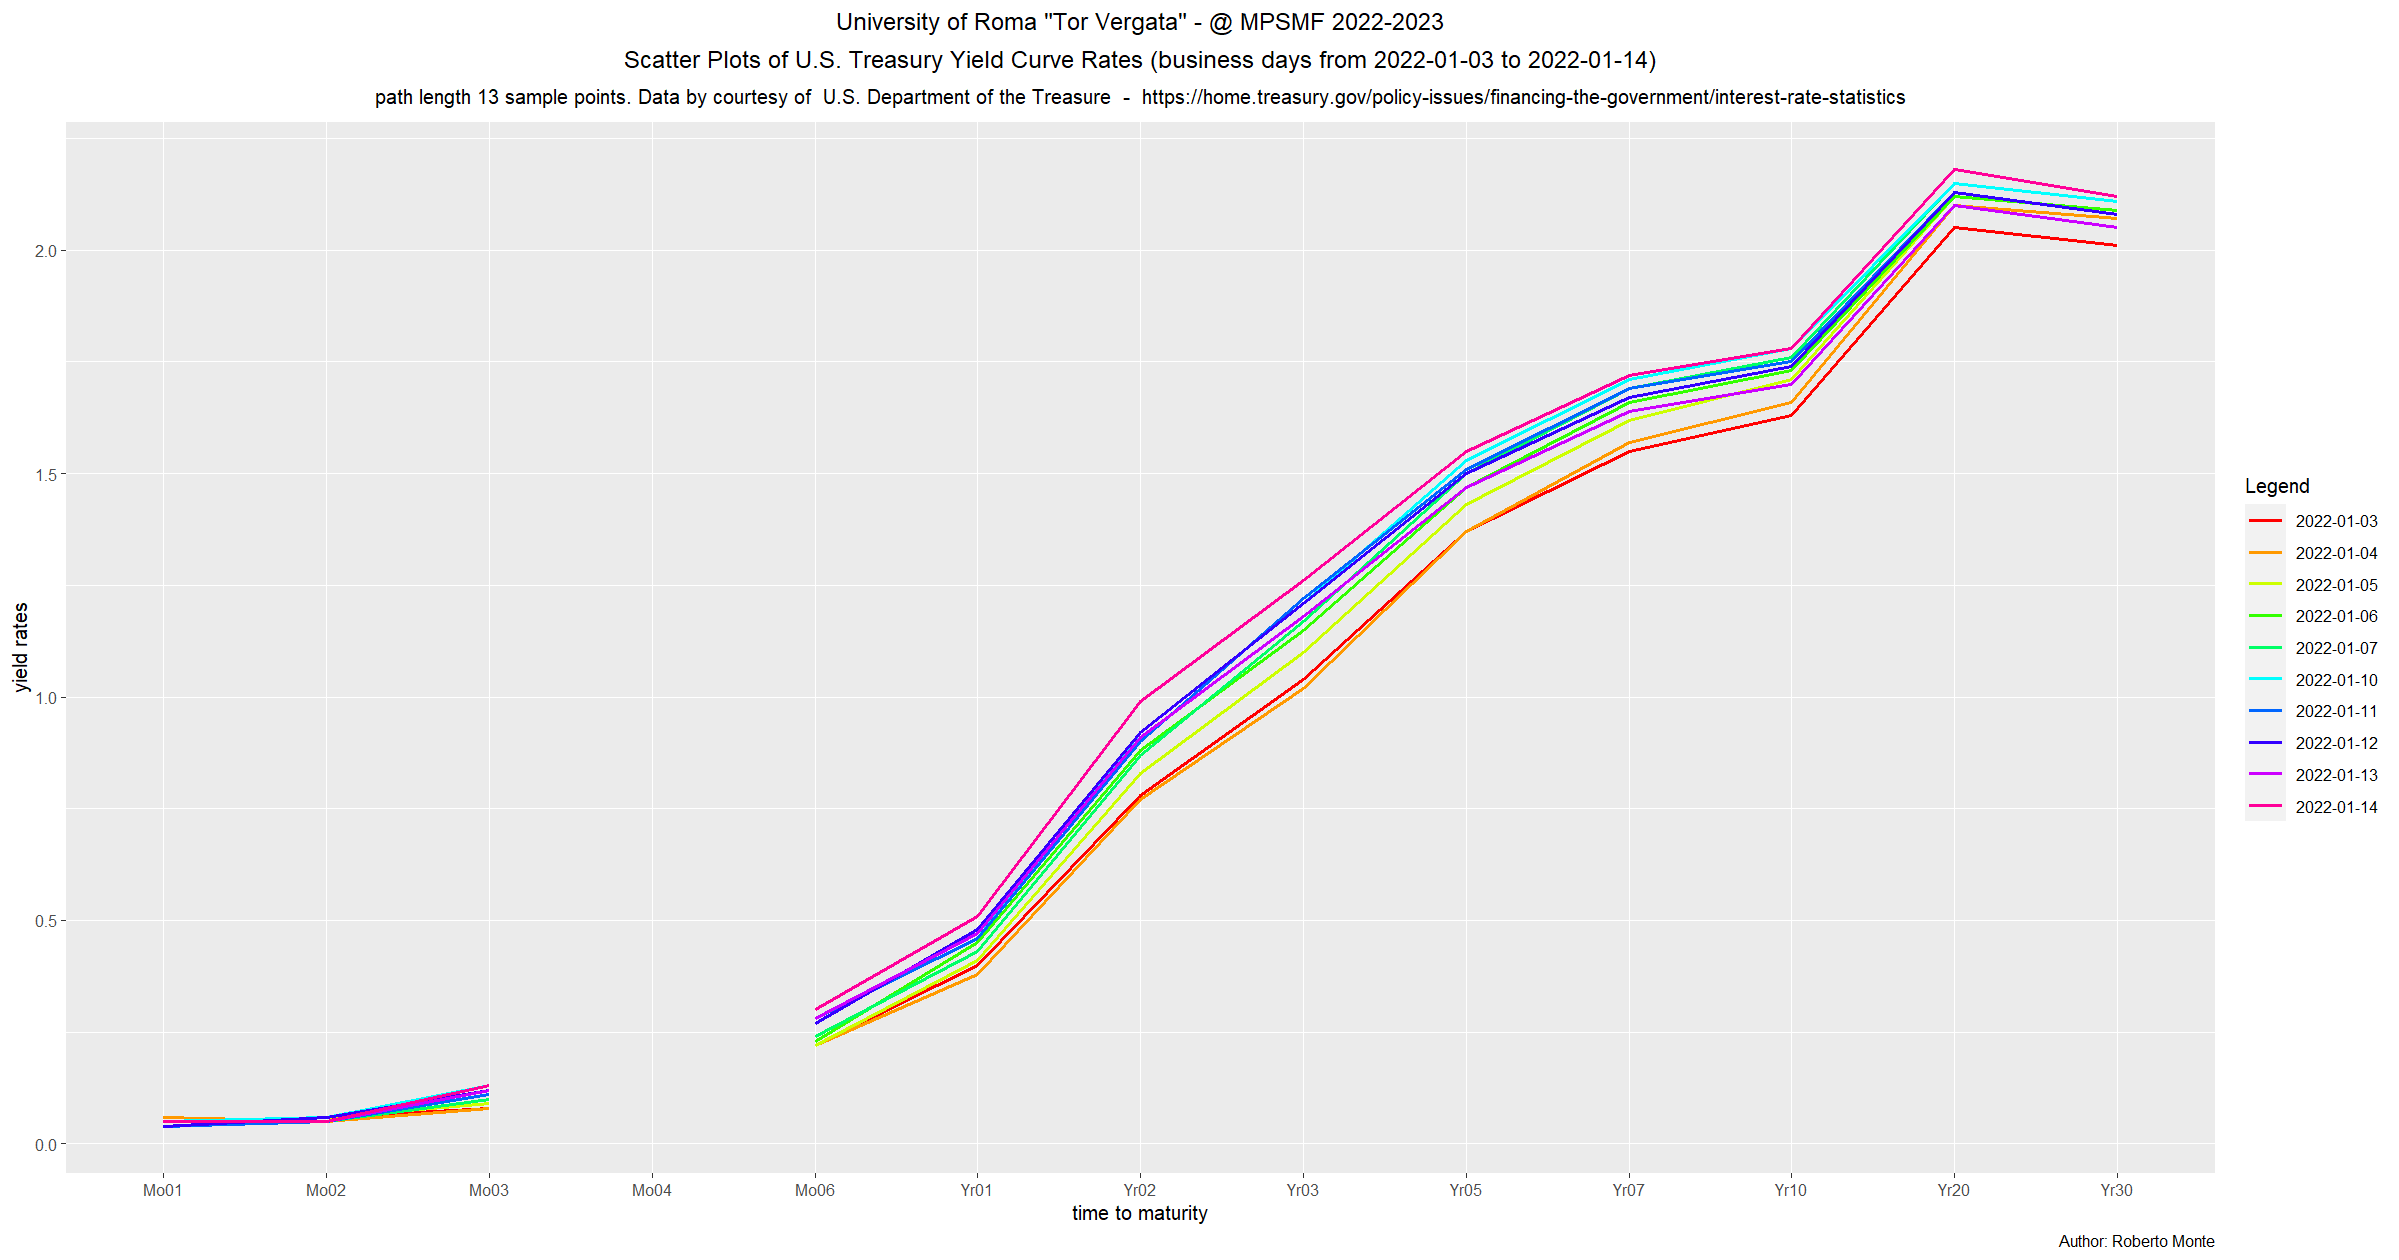 University of Roma "Tor Vergata" - @ MPSMF 2022-2023
Scatter Plots of U.S. Treasury Yield Curve Rates (business days from 2022-01-03 to 2022-01-14)
path length 13 sample points. Data by courtesy of  U.S. Department of the Treasure  -  https://home.treasury.gov/policy-issues/financing-the-government/interest-rate-statistics
yield rates
2.0
1.5
1.0
0.5
0.0
Mo01 Mo02 Mo03 Mo04 Mo06 Yr01 Yr02 Yr03 Yr05 Yr07 Yr10 Yr20 Yr30
time to maturity
Legend
2022-01-03
2022-01-04
2022-01-05
2022-01-06
2022-01-07
2022-01-10
2022-01-11
2022-01-12
2022-01-13
2022-01-14
Author: Roberto Monte